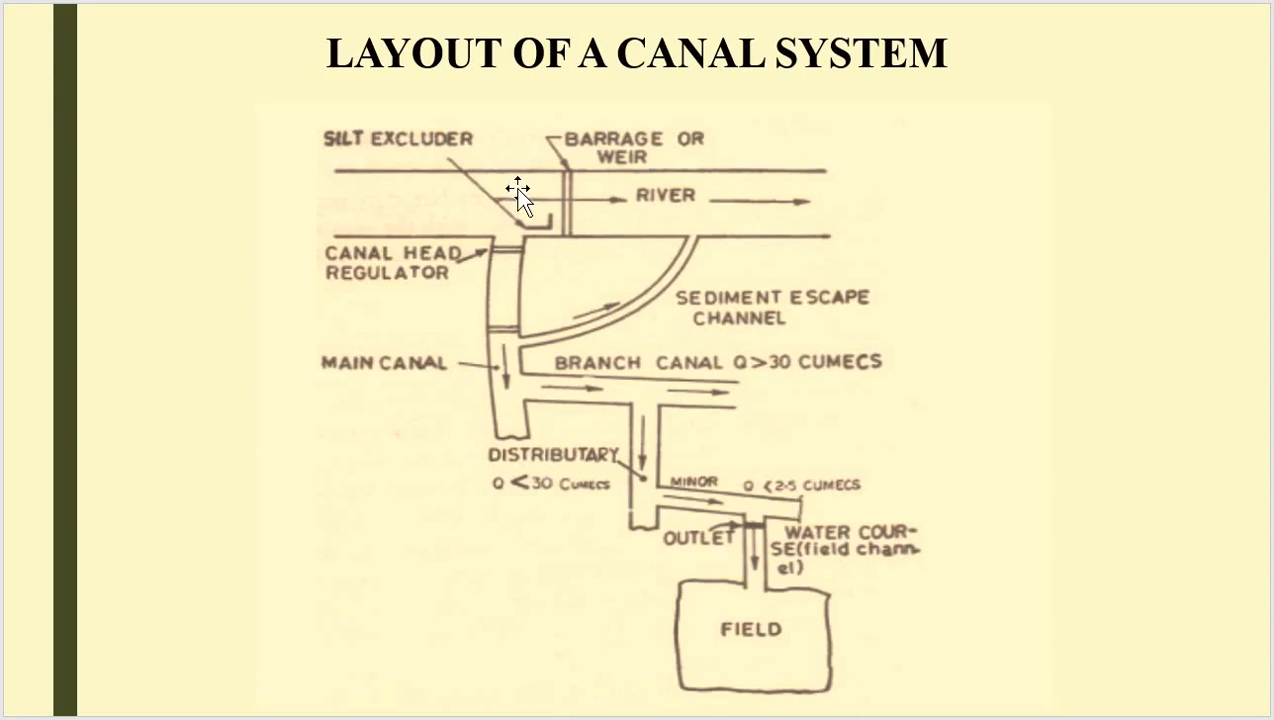 LAYOUT OF A CANAL SYSTEM
SILT EXCLUDER
BARRAGE OR
WEIR
RIVER
CANAL HEAD
REGULATOR
SEDIMENT ESCAPE
CHANNEL
MAIN CANAL
BRANCH CANAL Q>30 CUMECS
DISTRIBUTARY
Q <30 CUMECS
MINOR Q <2.5 CUMECS
OUTLET
WATER COUR-
SE(field chann-
el)
FIELD